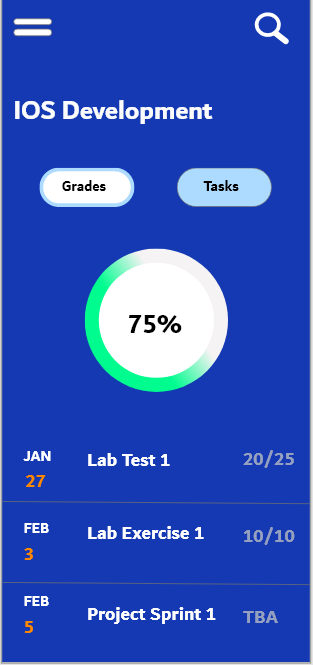 IOS Development
Grades Tasks
75%
JAN Lab Test 1 20/25
27
FEB Lab Exercise 1 10/10
3
FEB Project Sprint 1 TBA
5